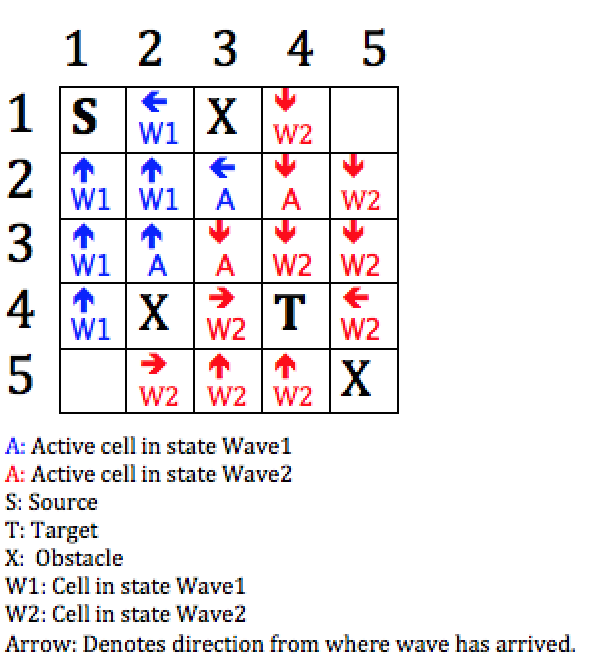 1 2 3 4 5
1 S ← W1 X ↓ W2
2 ↑ W1 ↑ W1 ← A ↓ A ↓ W2
3 ↑ W1 ↑ A ↓ A ↓ W2 ↓ W2
4 ↑ W1 X → W2 T ← W2
5 → W2 ↑ W2 ↑ W2 X
A: Active cell in state Wave1
A: Active cell in state Wave2
S: Source
T: Target
X: Obstacle
W1: Cell in state Wave1
W2: Cell in state Wave2
Arrow: Denotes direction from where wave has arrived.